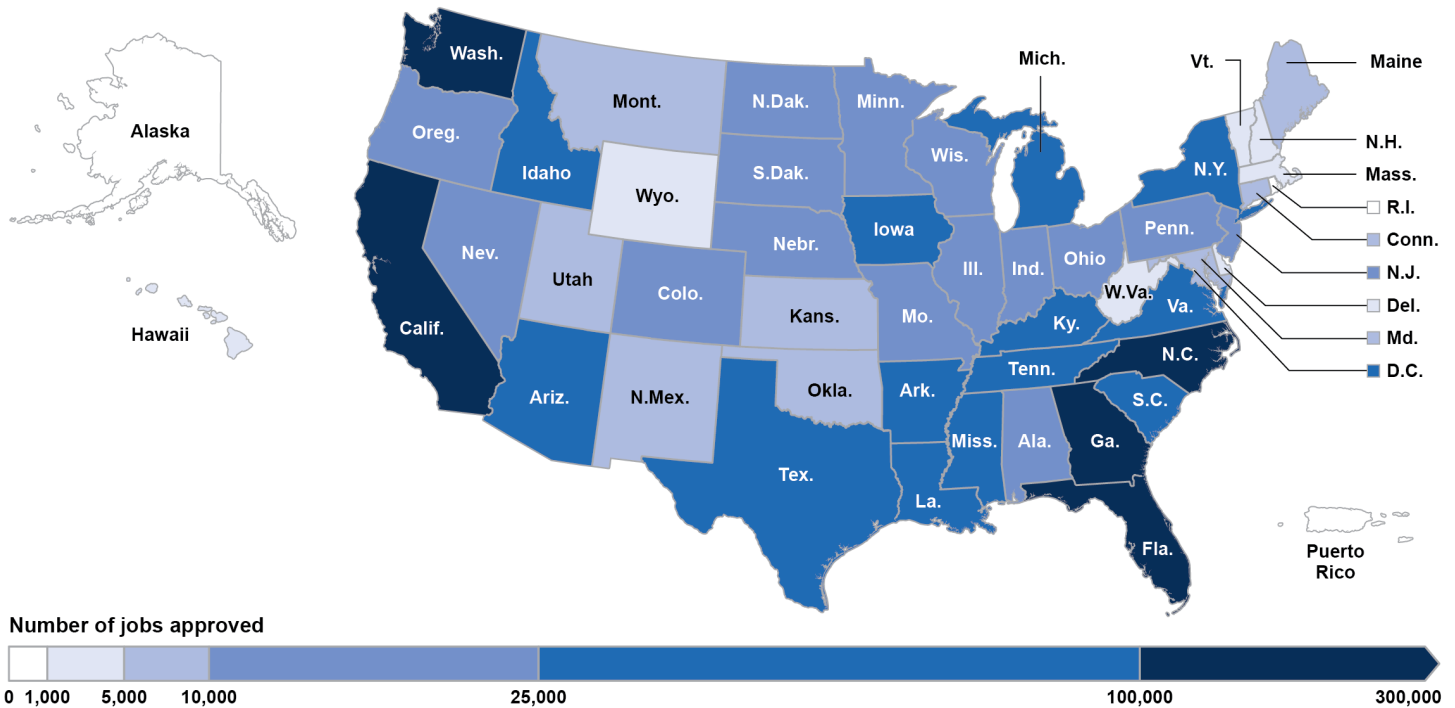 Wash.
Mich.
Vt.
Maine
Mont.
N.Dak.
Minn.
Alaska
Oreg.
N.H.
Wis.
Idaho
S.Dak.
N.Y.
Mass.
Wyo.
R.I.
Iowa
Penn.
Conn.
Nev.
Nebr.
Ill.
Ind.
Ohio
N.J.
Utah
Colo.
W.Va.
Va.
Del.
Hawaii
Calif.
Kans.
Mo.
Ky.
Md.
N.C.
Tenn.
D.C.
Ariz.
N.Mex.
Okla.
Ark.
S.C.
Miss.
Ala.
Ga.
Tex.
La.
Fla.
Puerto
Rico
Number of jobs approved
0 1,000 5,000 10,000 25,000 100,000 300,000